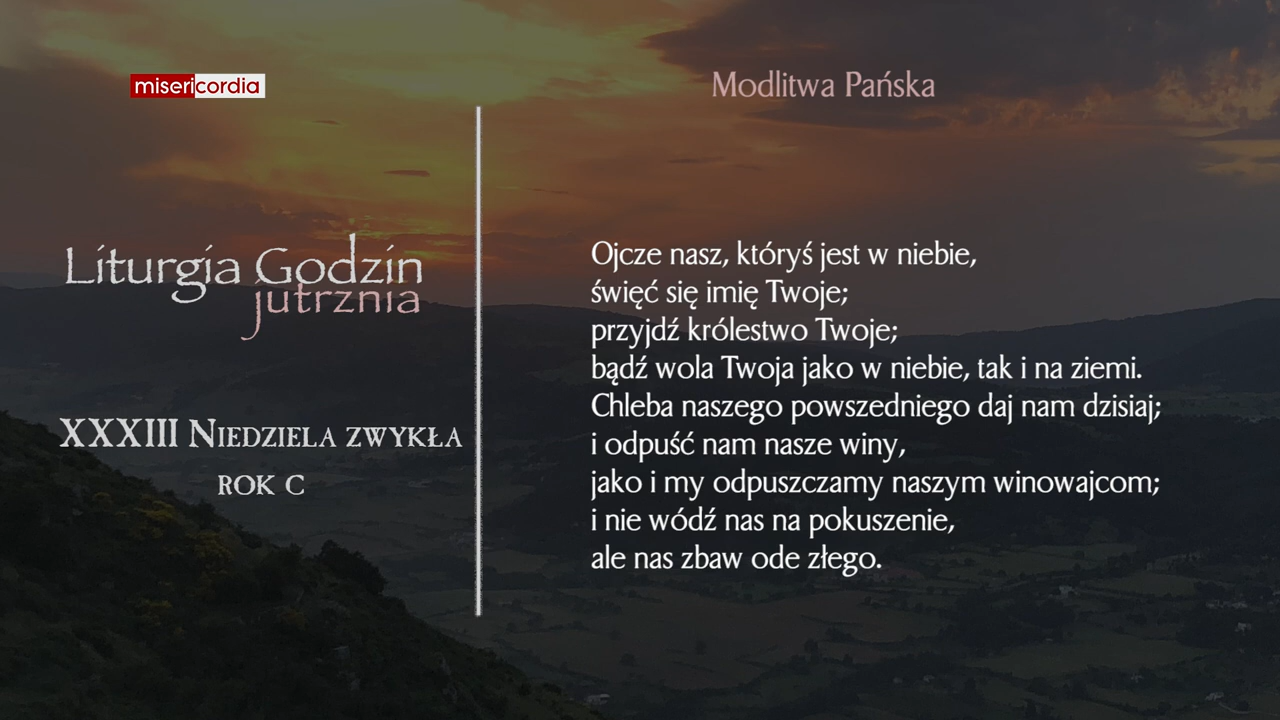 misericordia
Liturgia Godzin
jutrznia
XXXIII Niedziela zwykła
rok C
Modlitwa Pańska
Ojcze nasz, któryś jest w niebie,
święć się imię Twoje;
przyjdź królestwo Twoje;
bądź wola Twoja jako w niebie, tak i na ziemi.
Chleba naszego powszedniego daj nam dzisiaj;
i odpuść nam nasze winy,
jako i my odpuszczamy naszym winowajcom;
i nie wódź nas na pokuszenie,
ale nas zbaw ode złego.